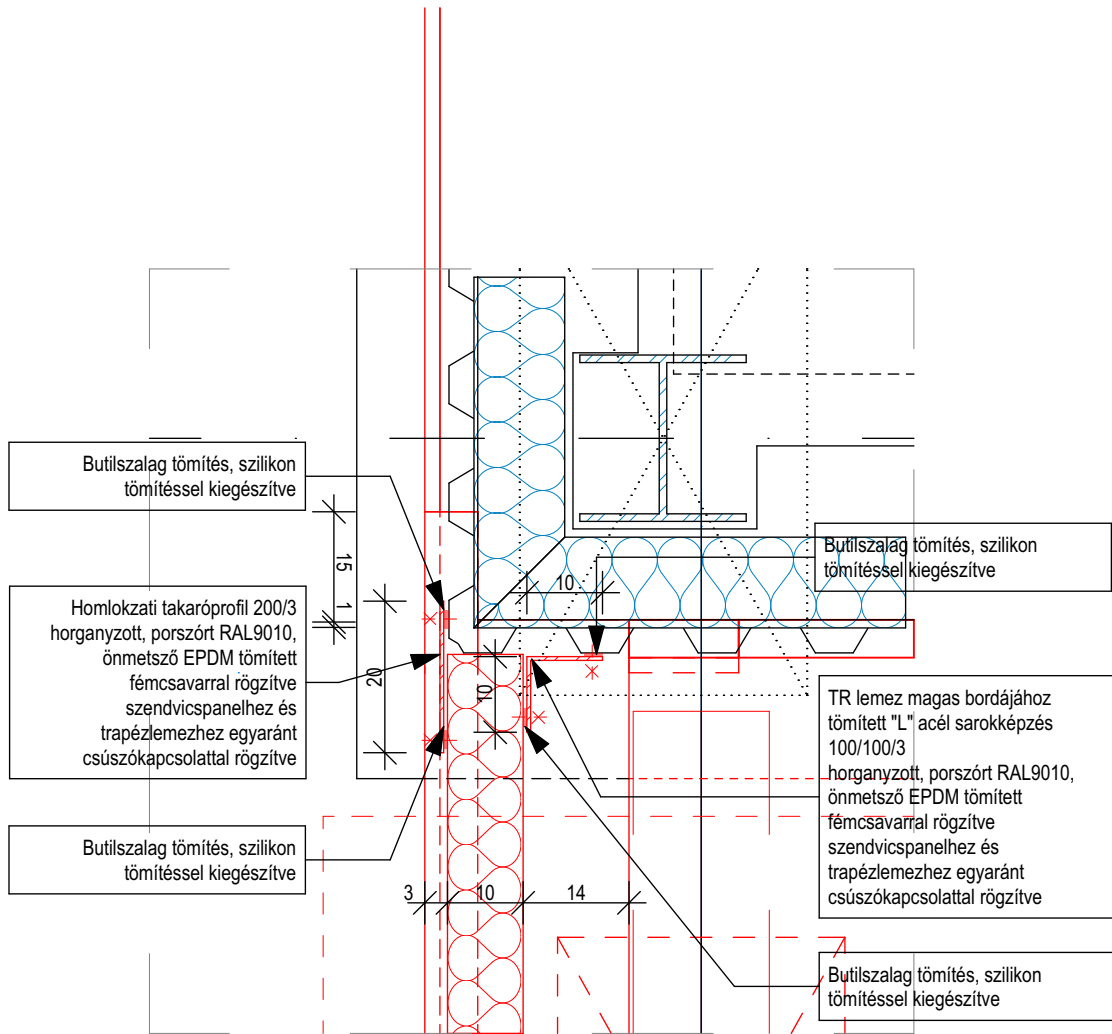 Butilszalag tömítés, szilikon
tömítéssel kiegészítve
15
1
20
Homlokzati takaróprofil 200/3
horganyzott, porszórt RAL9010,
önmetsző EPDM tömített
fémcsavarral rögzítve
szendvicspanelhez és
trapézlemezhez egyaránt
csúszókapcsolattal rögzítve
Butilszalag tömítés, szilikon
tömítéssel kiegészítve
10
10
3
10
14
Butilszalag tömítés, szilikon
tömítéssel kiegészítve
TR lemez magas bordájához
tömített "L" acél sarokképzés
100/100/3
horganyzott, porszórt RAL9010,
önmetsző EPDM tömített
fémcsavarral rögzítve
szendvicspanelhez és
trapézlemezhez egyaránt
csúszókapcsolattal rögzítve
Butilszalag tömítés, szilikon
tömítéssel kiegészítve